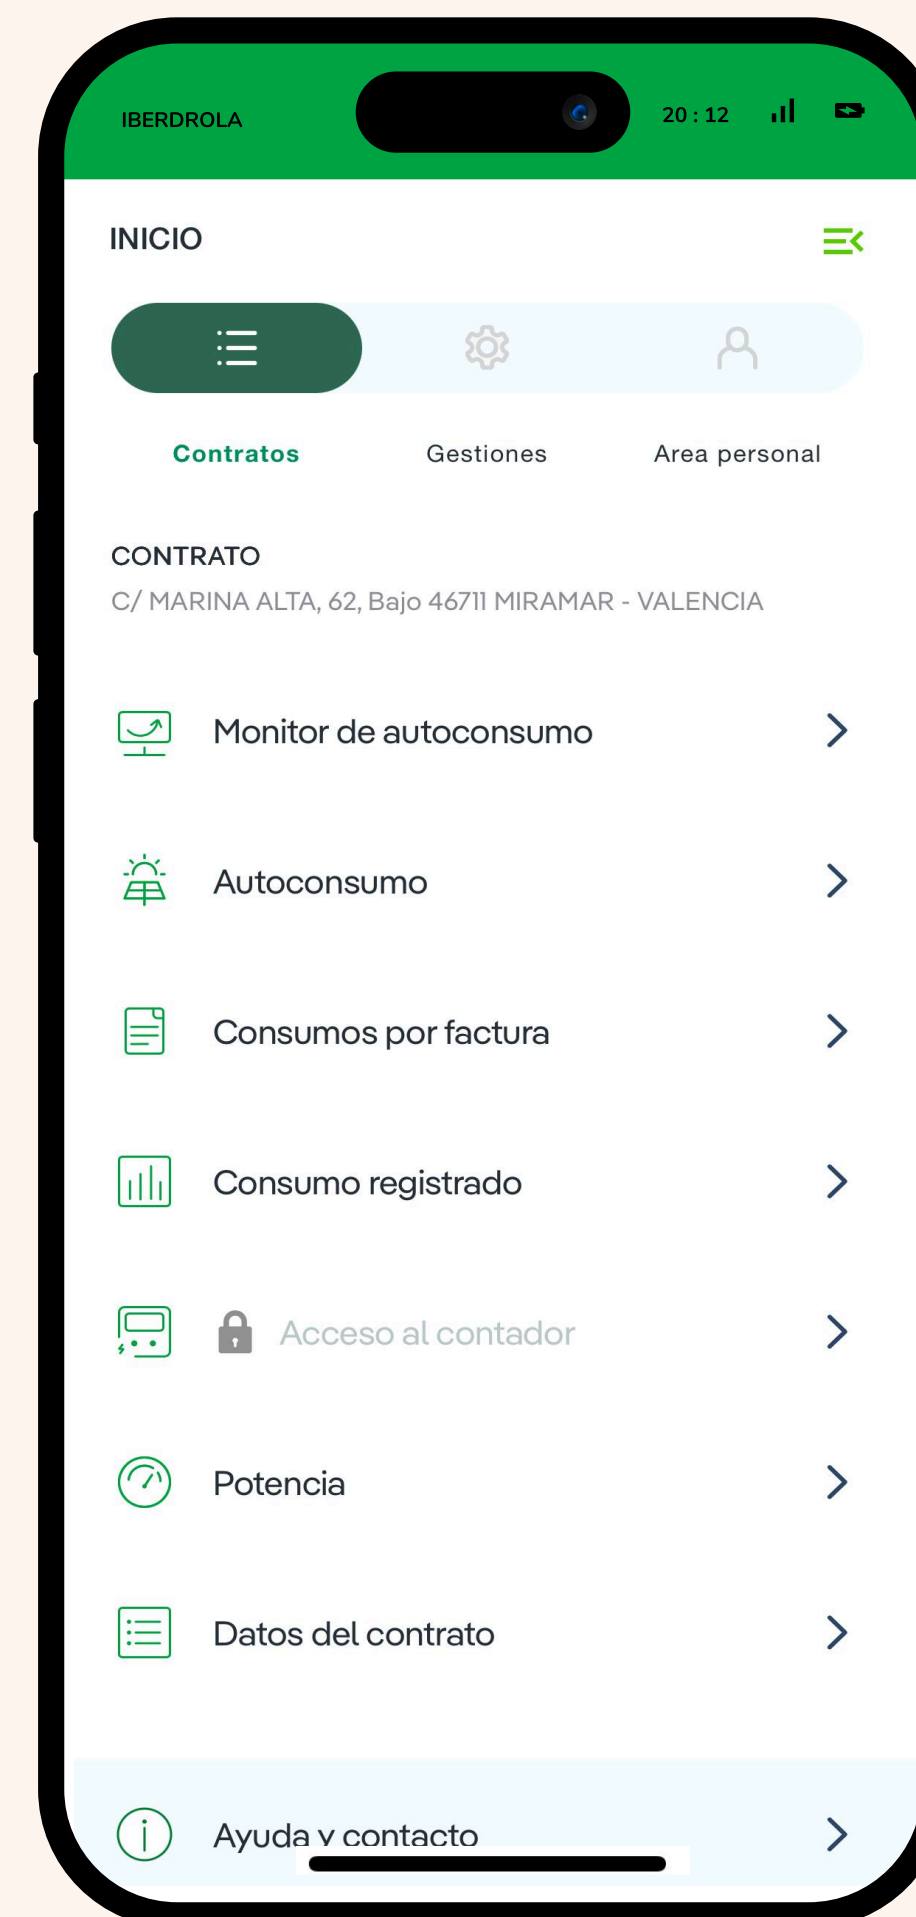 IBERDROLA
20 : 12
INICIO
Contratos
Gestiones
Area personal
CONTRATO
C/ MARINA ALTA, 62, Bajo 46711 MIRAMAR - VALENCIA
Monitor de autoconsumo
Autoconsumo
Consumos por factura
Consumo registrado
Acceso al contador
Potencia
Datos del contrato
Ayuda y contacto